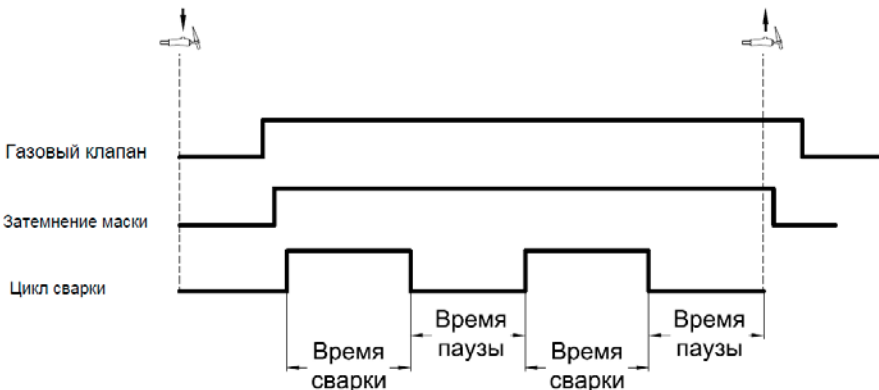 Газовый клапан
Затемнение маски
Цикл сварки
Время
сварки
Время
паузы
Время
сварки
Время
паузы